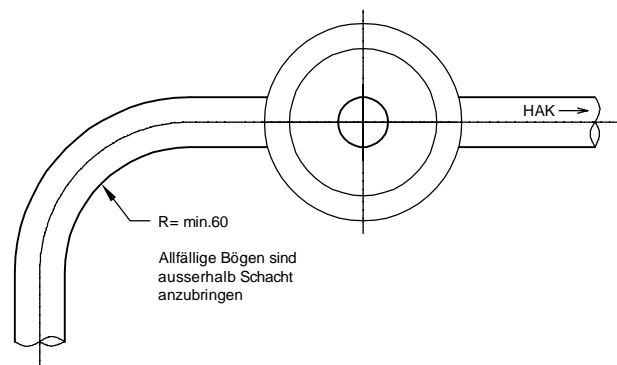 HAK
R= min.60
Allfällige Bögen sind
ausserhalb Schacht
anzubringen